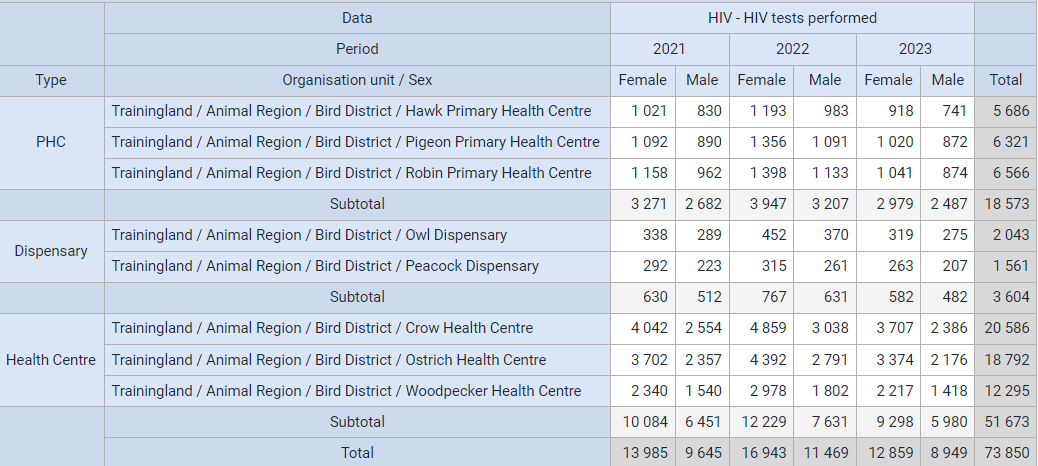 Data HIV - HIV tests performed
Period 2021 2022 2023
Type Organisation unit / Sex Female Male Female Male Female Male Total
Trainingland / Animal Region / Bird District / Hawk Primary Health Centre 1 021 830 1 193 983 918 741 5 686
PHC Trainingland / Animal Region / Bird District / Pigeon Primary Health Centre 1 092 890 1 356 1 091 1 020 872 6 321
Trainingland / Animal Region / Bird District / Robin Primary Health Centre 1 158 962 1 398 1 133 1 041 874 6 566
Subtotal 3 271 2 682 3 947 3 207 2 979 2 487 18 573
Dispensary Trainingland / Animal Region / Bird District / Owl Dispensary 338 289 452 370 319 275 2 043
Trainingland / Animal Region / Bird District / Peacock Dispensary 292 223 315 261 263 207 1 561
Subtotal 630 512 767 631 582 482 3 604
Trainingland / Animal Region / Bird District / Crow Health Centre 4 042 2 554 4 859 3 038 3 707 2 386 20 586
Health Centre Trainingland / Animal Region / Bird District / Ostrich Health Centre 3 702 2 357 4 392 2 791 3 374 2 176 18 792
Trainingland / Animal Region / Bird District / Woodpecker Health Centre 2 340 1 540 2 978 1 802 2 217 1 418 12 295
Subtotal 10 084 6 451 12 229 7 631 9 298 5 980 51 673
Total 13 985 9 645 16 943 11 469 12 859 8 949 73 850